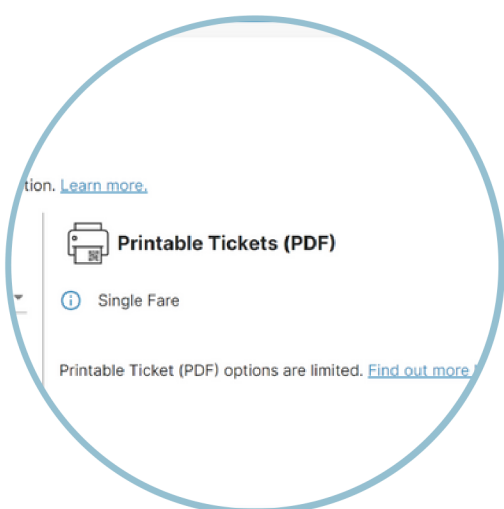 tion. Learn more.
Printable Tickets (PDF)
Single Fare
Printable Ticket (PDF) options are limited. Find out more